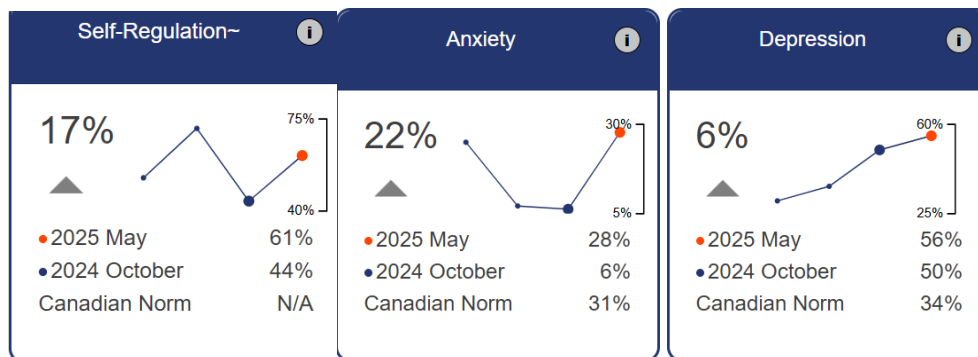 Self-Regulation~
i
17%
75%
40%
2025 May 61%
2024 October 44%
Canadian Norm N/A
Anxiety
i
22%
30%
5%
2025 May 28%
2024 October 6%
Canadian Norm 31%
Depression
i
6%
60%
25%
2025 May 56%
2024 October 50%
Canadian Norm 34%